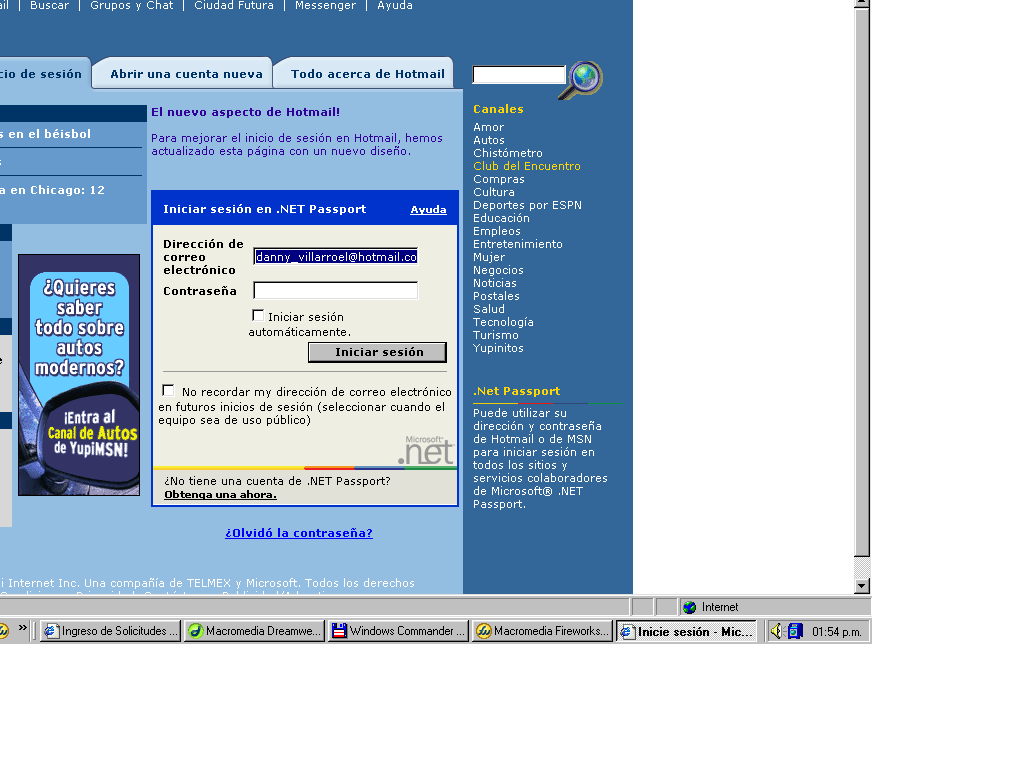 Buscar | Grupos y Chat | Ciudad Futura | Messenger | Ayuda
cio de sesión
Abrir una cuenta nueva
Todo acerca de Hotmail
s en el béisbol
s
a en Chicago: 12
¿Quieres
saber
todo sobre
autos
modernos?
¡Entra al
Canal de Autos
de YupiMSN!
e
El nuevo aspecto de Hotmail!
Para mejorar el inicio de sesión en Hotmail, hemos
actualizado esta página con un nuevo diseño.
Iniciar sesión en .NET Passport
Ayuda
Dirección de
correo
electrónico
danny_villarroel@hotmail.co
Contraseña
Iniciar sesión
automáticamente.
Iniciar sesión
No recordar my dirección de correo electrónico
en futuros inicios de sesión (seleccionar cuando el
equipo sea de uso público)
Microsoft
.net
¿No tiene una cuenta de .NET Passport?
Obtenga una ahora.
¿Olvidó la contraseña?
Canales
Amor
Autos
Chistómetro
Club del Encuentro
Compras
Cultura
Deportes por ESPN
Educación
Empleos
Entretenimiento
Mujer
Negocios
Noticias
Postales
Salud
Tecnología
Turismo
Yupinitos
.Net Passport
Puede utilizar su
dirección y contraseña
de Hotmail o de MSN
para iniciar sesión en
todos los sitios y
servicios colaboradores
de Microsoft® .NET
Passport.
i Internet Inc. Una compañía de TELMEX y Microsoft. Todos los derechos
Internet
»
Ingreso de Solicitudes ...
Macromedia Dreamwe...
Windows Commander ...
Macromedia Fireworks...
Inicie sesión - Mic...
01:54 p.m.